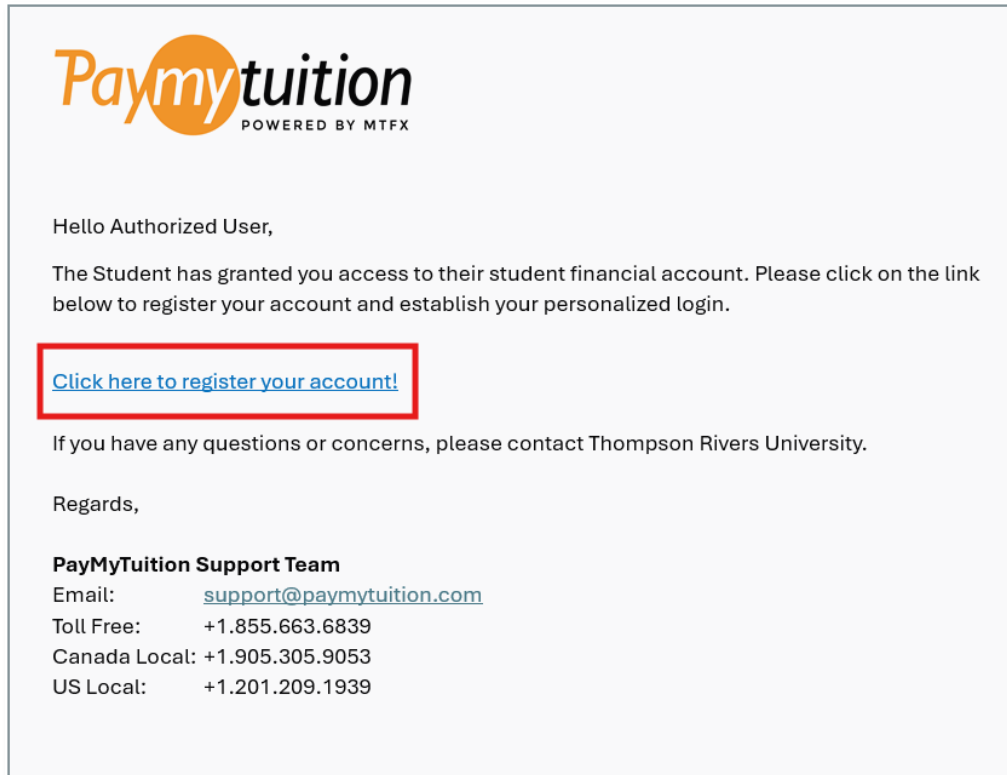 Paymytuition
POWERED BY MTFX
Hello Authorized User,
The Student has granted you access to their student financial account. Please click on the link
below to register your account and establish your personalized login.
Click here to register your account!
If you have any questions or concerns, please contact Thompson Rivers University.
Regards,
PayMyTuition Support Team
Email: support@paymytuition.com
Toll Free: +1.855.663.6839
Canada Local: +1.905.305.9053
US Local: +1.201.209.1939